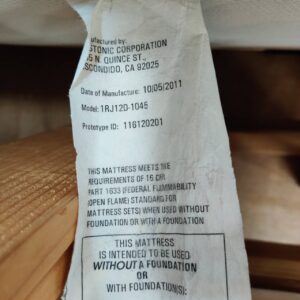 nufactured by:
STONIC CORPORATION
5 N. QUINCE ST.,
SCONDIDO, CA 92025
Date of Manufacture: 10/05/2011
Model: 1RJ120-1045
Prototype ID: 116120201
THIS MATTRESS MEETS THE
REQUIREMENTS OF 16 CFR
PART 1633 (FEDERAL FLAMMABILITY
(OPEN FLAME) STANDARD FOR
MATTRESS SETS) WHEN USED WITHOUT
FOUNDATION OR WITH A FOUNDATION.
THIS MATTRESS
IS INTENDED TO BE USED
WITHOUT A FOUNDATION
OR
WITH FOUNDATION(S):